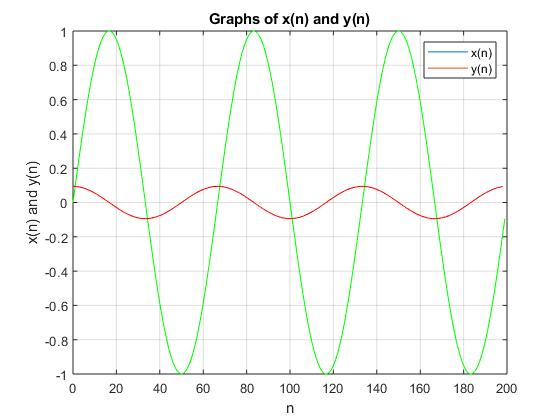 Graphs of x(n) and y(n)
x(n)
y(n)
1
0.8
0.6
0.4
0.2
0
-0.2
-0.4
-0.6
-0.8
-1
x(n) and y(n)
0 20 40 60 80 100 120 140 160 180 200
n